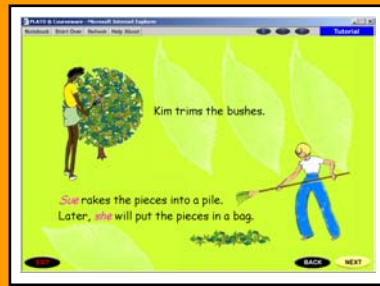 PLATO ® Courseware - Microsoft Internet Explorer
Notebook Start Over Refresh Help About
Tutorial
Kim trims the bushes.
Sue rakes the pieces into a pile.
Later, she will put the pieces in a bag.
EXIT
BACK
NEXT